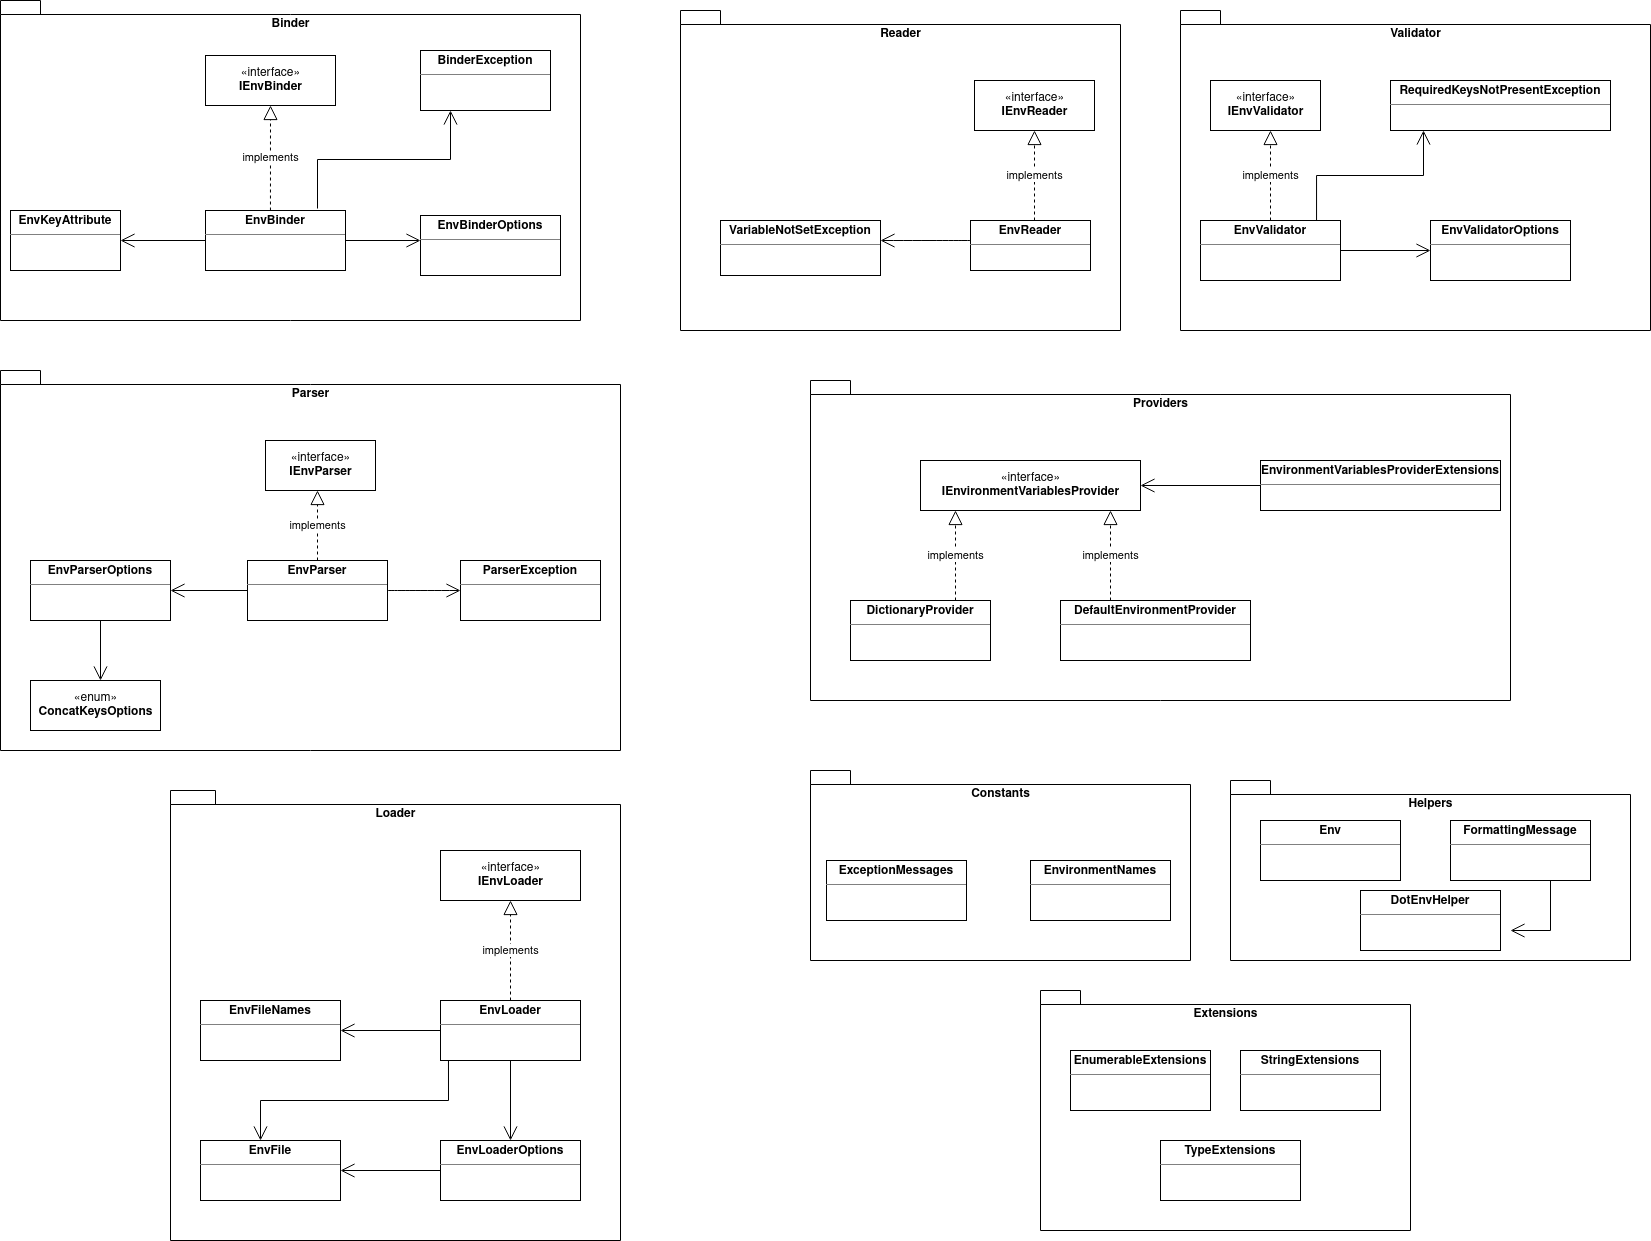 Binder
«interface»
IEnvBinder
BinderException
implements
EnvKeyAttribute
EnvBinder
EnvBinderOptions
Reader
«interface»
IEnvReader
implements
VariableNotSetException
EnvReader
Validator
«interface»
IEnvValidator
RequiredKeysNotPresentException
implements
EnvValidator
EnvValidatorOptions
Parser
«interface»
IEnvParser
implements
EnvParserOptions
EnvParser
ParserException
«enum»
ConcatKeysOptions
Providers
«interface»
IEnvironmentVariablesProvider
EnvironmentVariablesProviderExtensions
implements
implements
DictionaryProvider
DefaultEnvironmentProvider
Loader
«interface»
IEnvLoader
implements
EnvFileNames
EnvLoader
EnvFile
EnvLoaderOptions
Constants
ExceptionMessages
EnvironmentNames
Helpers
Env
FormattingMessage
DotEnvHelper
Extensions
EnumerableExtensions
StringExtensions
TypeExtensions